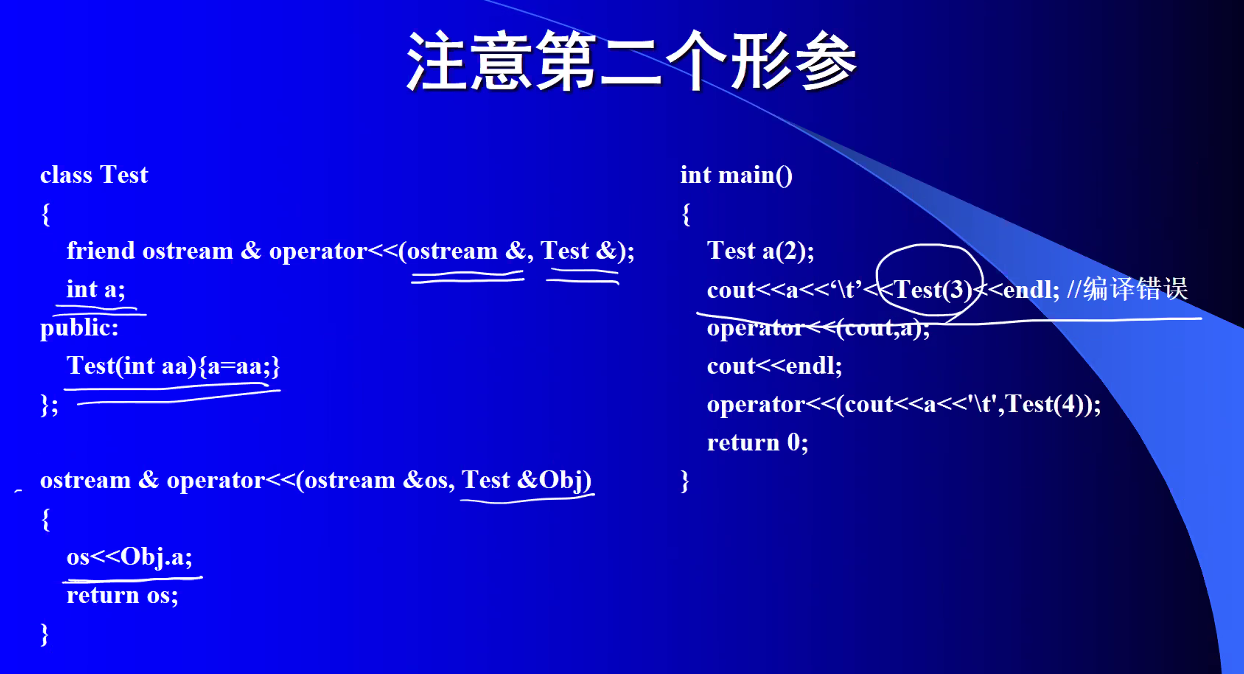 注意第二个形参
class Test
{
friend ostream & operator<<(ostream &, Test &);
int a;
public:
Test(int aa){a=aa;}
};
ostream & operator<<(ostream &os, Test &Obj)
{
os<<Obj.a;
return os;
}
int main()
{
Test a(2);
cout<<a<<‘\t’<<Test(3)<<endl; //编译错误
operator<<(cout,a);
cout<<endl;
operator<<(cout<<a<<'\t',Test(4));
return 0;
}